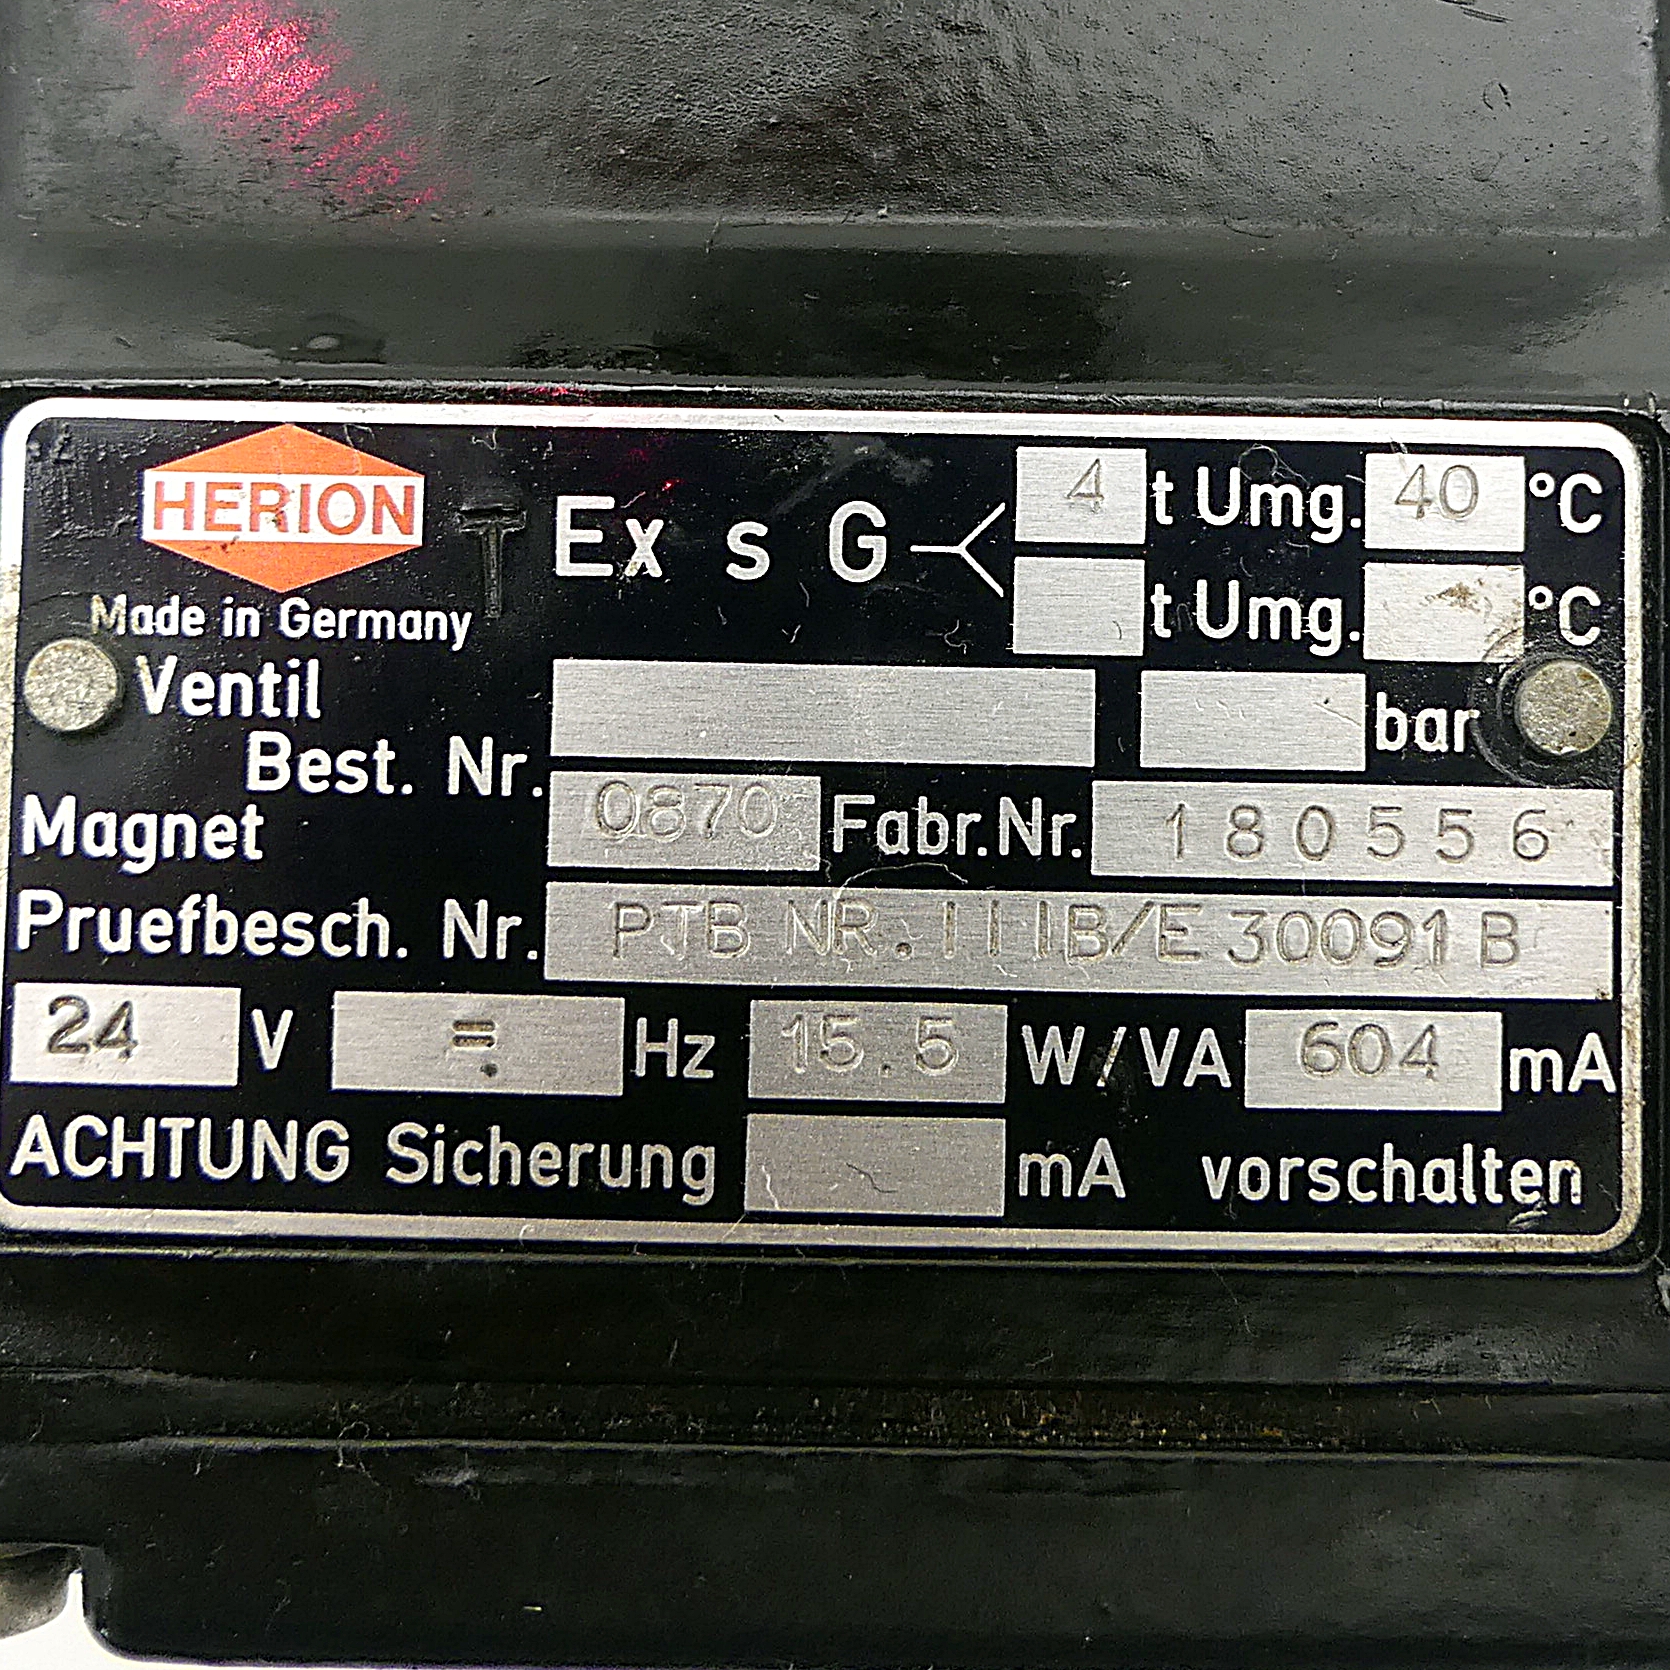 HERION
Made in Germany
T Ex s G 4 t Umg. 40 °C
t Umg. °C
Ventil bar
Best. Nr.
Magnet 0870 Fabr.Nr. 180556
Pruefbesch. Nr. PTB NR. III B/E 30091 B
24 V = Hz 15.5 W/VA 604 mA
ACHTUNG Sicherung mA vorschalten